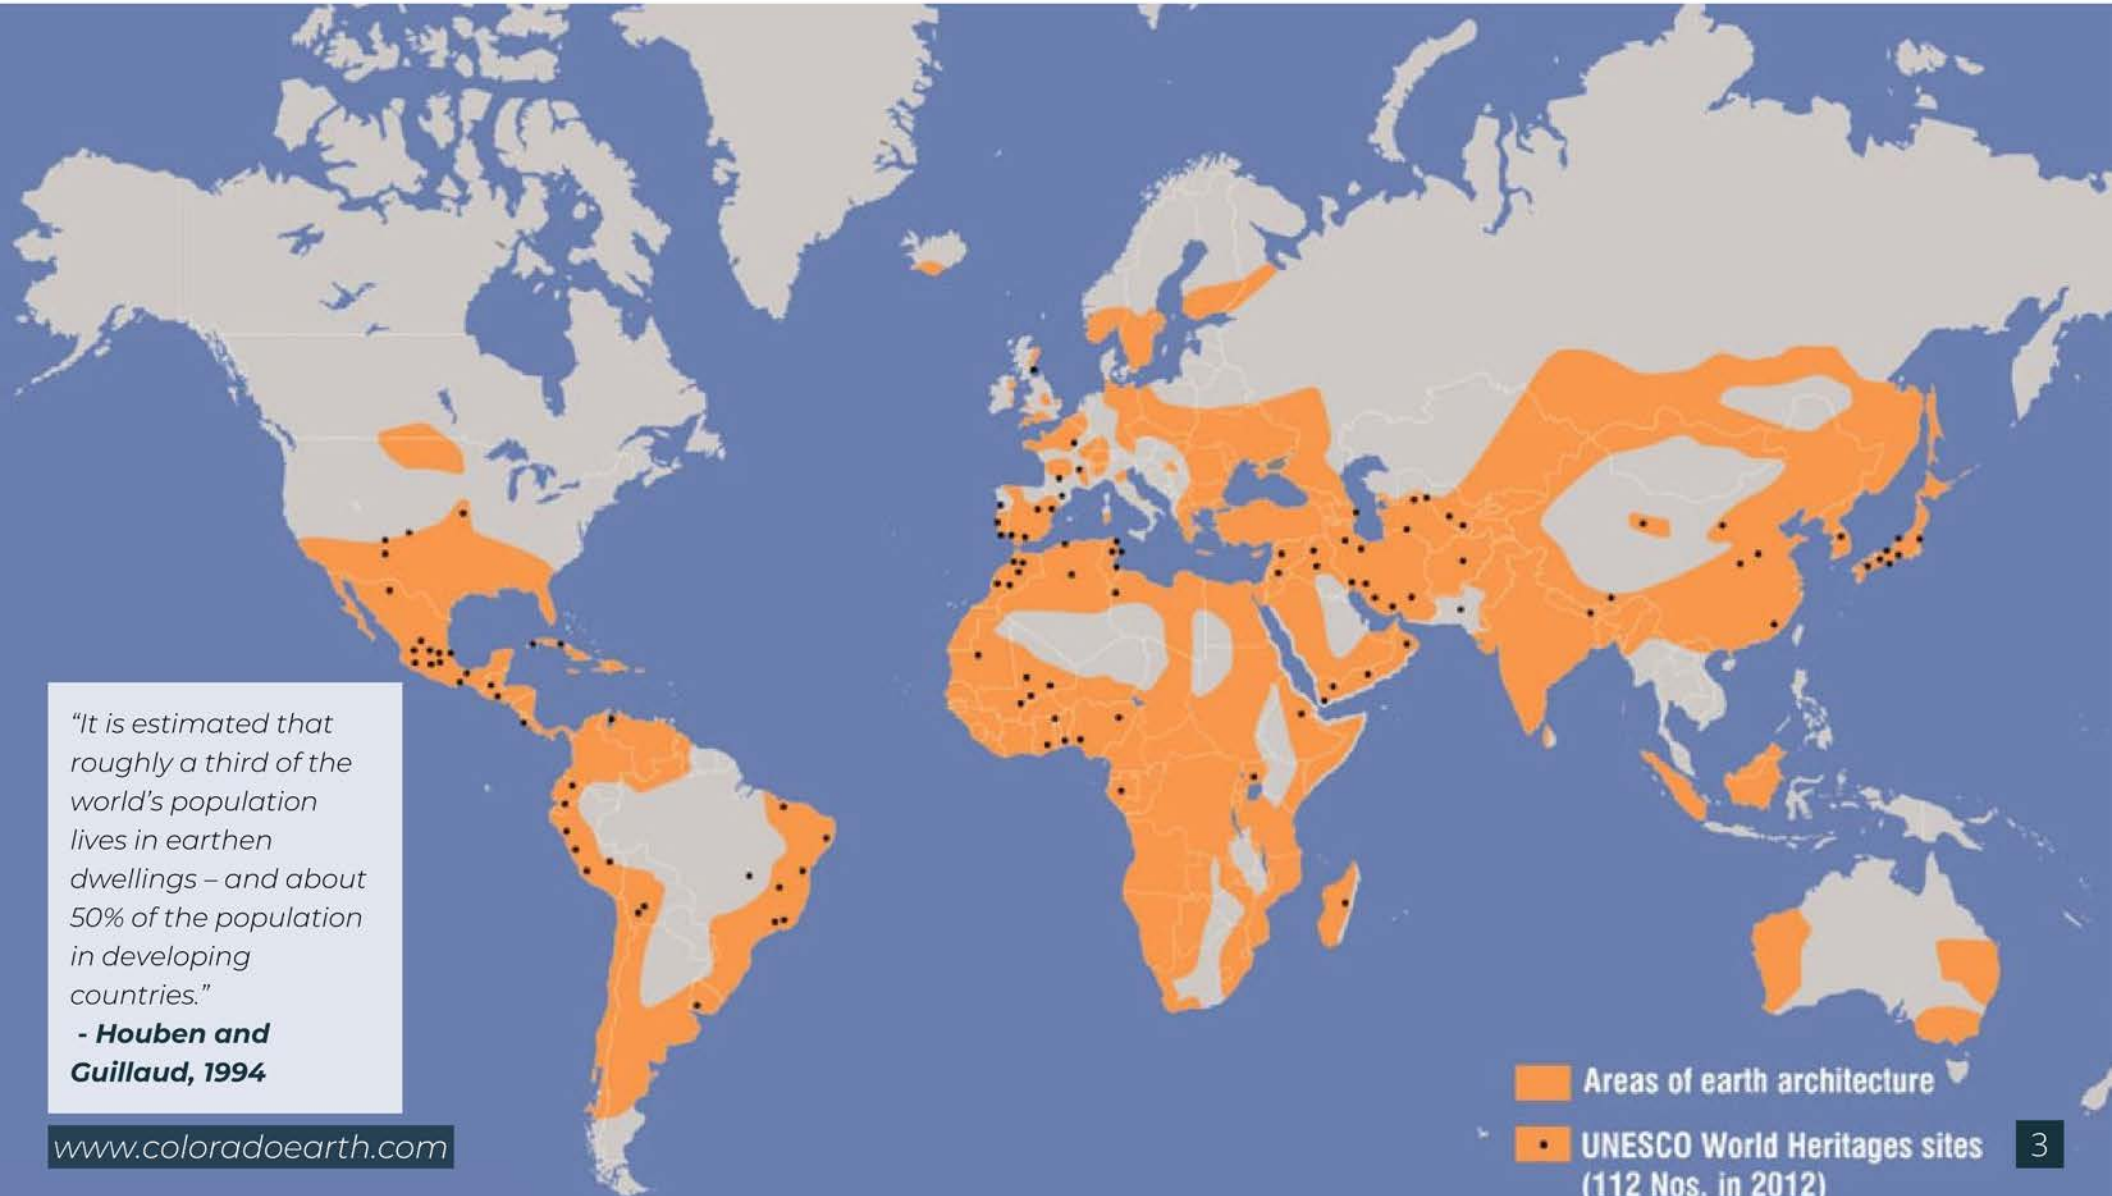 “It is estimated that
roughly a third of the
world’s population
lives in earthen
dwellings – and about
50% of the population
in developing
countries.”
- Houben and
Guillaud, 1994
www.coloradoearth.com
Areas of earth architecture
UNESCO World Heritages sites
(112 Nos. in 2012)
3